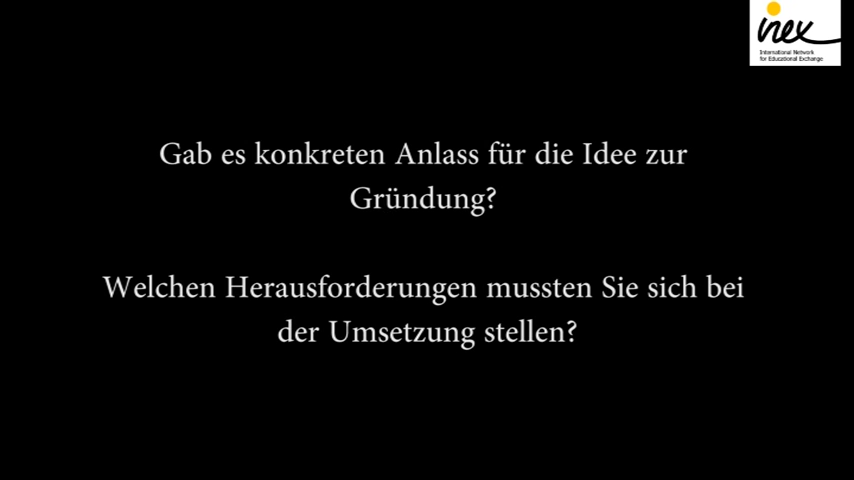 inex
International Network
for Educational Exchange
Gab es konkreten Anlass für die Idee zur
Gründung?
Welchen Herausforderungen mussten Sie sich bei
der Umsetzung stellen?